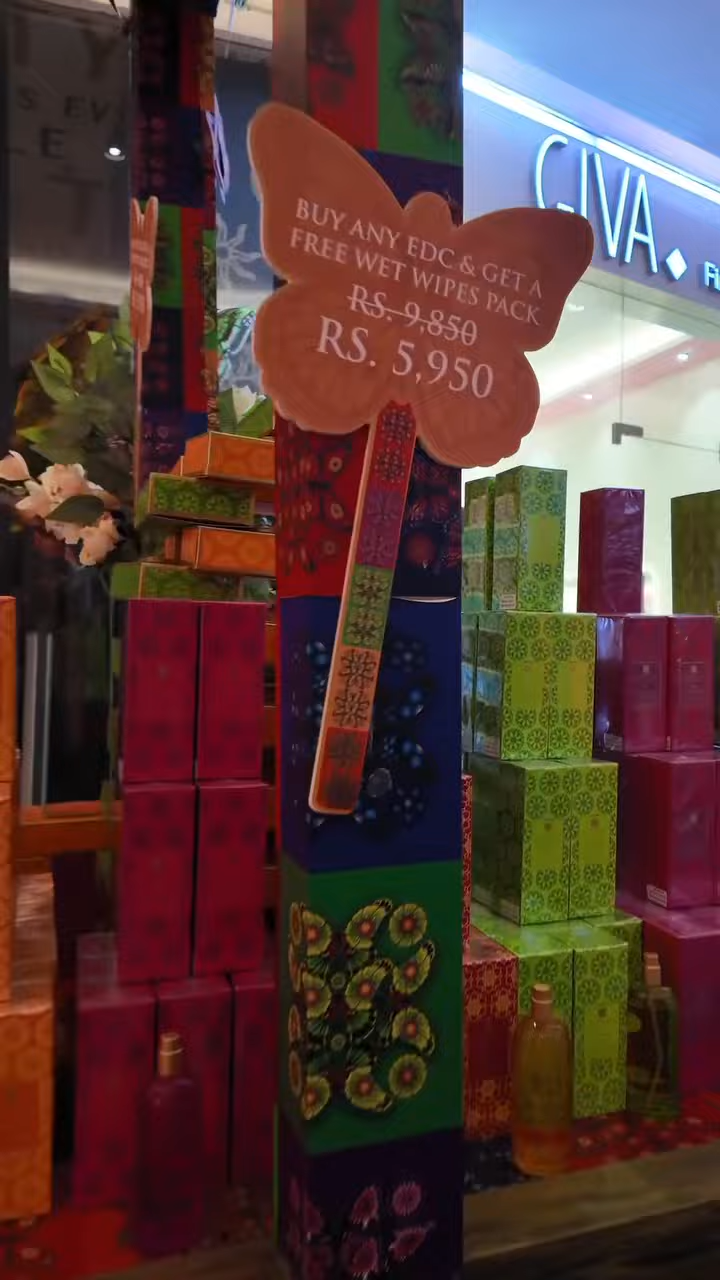 BUY ANY EDC & GET A
FREE WET WIPES PACK
RS. 9,850
RS. 5,950
GIVA